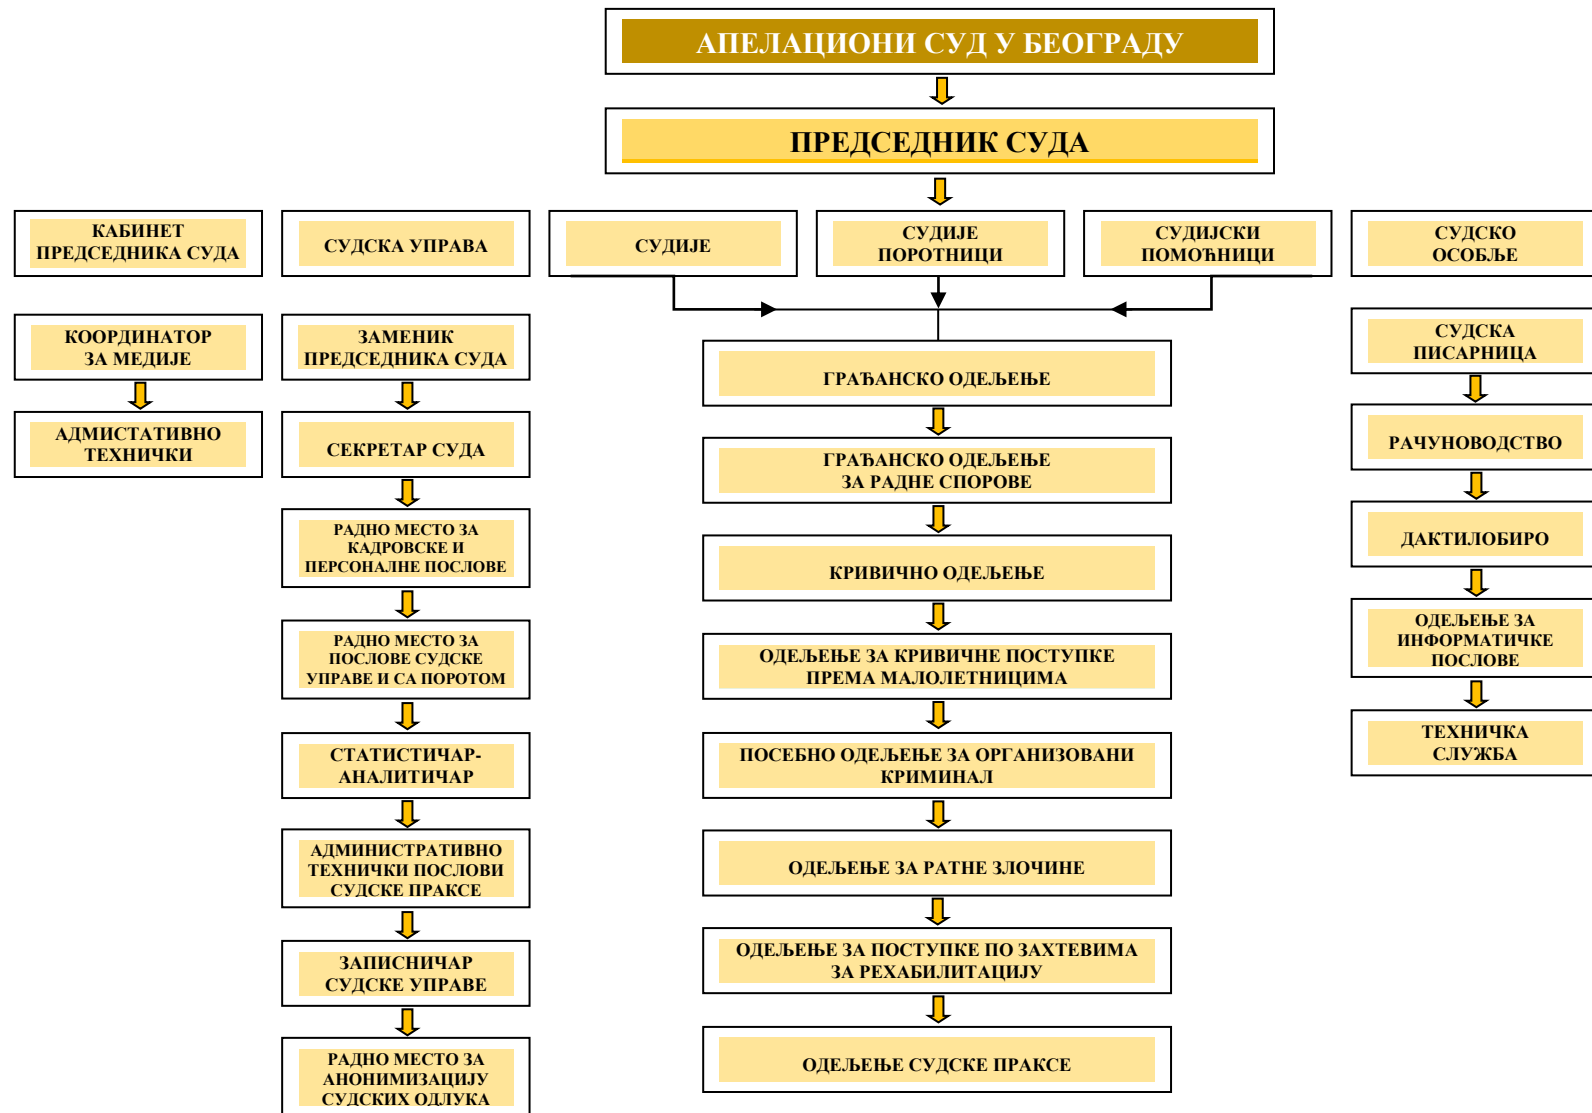 АПЕЛАЦИОНИ СУД У БЕОГРАДУ
ПРЕДСЕДНИК СУДА
КАБИНЕТ
ПРЕДСЕДНИКА СУДА
СУДСКА УПРАВА
СУДИЈЕ
СУДИЈЕ
ПОРОТНИЦИ
СУДИЈСКИ
ПОМОЋНИЦИ
СУДСКО
ОСОБЉЕ
КООРДИНАТОР
ЗА МЕДИЈЕ
АДМИСТАТИВНО
ТЕХНИЧКИ
ЗАМЕНИК
ПРЕДСЕДНИКА СУДА
СЕКРЕТАР СУДА
РАДНО МЕСТО ЗА
КАДРОВСКЕ И
ПЕРСОНАЛНЕ ПОСЛОВЕ
РАДНО МЕСТО ЗА
ПОСЛОВЕ СУДСКЕ
УПРАВЕ И СА ПОРОТОМ
СТАТИСТИЧАР-
АНАЛИТИЧАР
АДМИНИСТРАТИВНО
ТЕХНИЧКИ ПОСЛОВИ
СУДСКЕ ПРАКСЕ
ЗАПИСНИЧАР
СУДСКЕ УПРАВЕ
РАДНО МЕСТО ЗА
АНОНИМИЗАЦИЈУ
СУДСКИХ ОДЛУКА
ГРАЂАНСКО ОДЕЉЕЊЕ
ГРАЂАНСКО ОДЕЉЕЊЕ
ЗА РАДНЕ СПОРОВЕ
КРИВИЧНО ОДЕЉЕЊЕ
ОДЕЉЕЊЕ ЗА КРИВИЧНЕ ПОСТУПКЕ
ПРЕМА МАЛОЛЕТНИЦИМА
ПОСЕБНО ОДЕЉЕЊЕ ЗА ОРГАНИЗОВАНИ
КРИМИНАЛ
ОДЕЉЕЊЕ ЗА РАТНЕ ЗЛОЧИНЕ
ОДЕЉЕЊЕ ЗА ПОСТУПКЕ ПО ЗАХТЕВИМА
ЗА РЕХАБИЛИТАЦИЈУ
ОДЕЉЕЊЕ СУДСКЕ ПРАКСЕ
СУДСКА
ПИСАРНИЦА
РАЧУНОВОДСТВО
ДАКТИЛОБИРО
ОДЕЉЕЊЕ ЗА
ИНФОРМАТИЧКЕ
ПОСЛОВЕ
ТЕХНИЧКА
СЛУЖБА